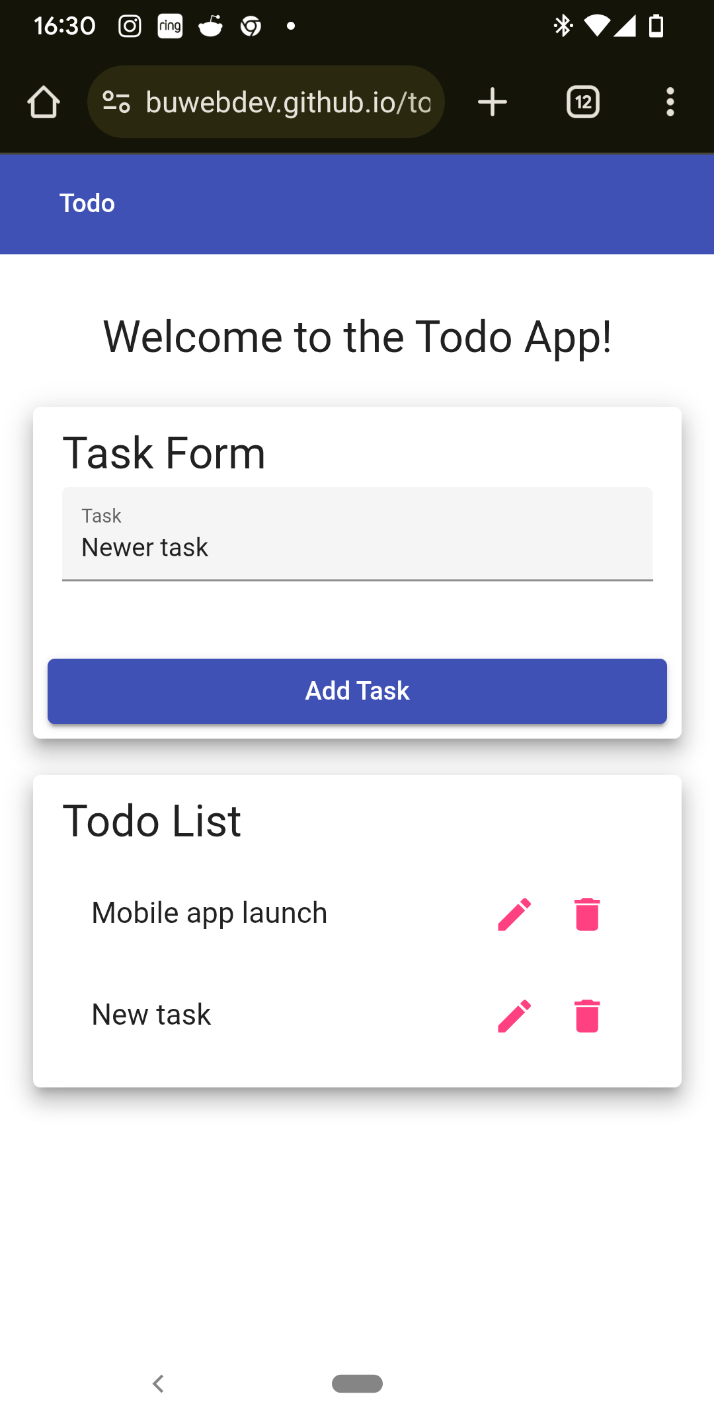 16:30
ring
buwebdev.github.io/to
12
Todo
Welcome to the Todo App!
Task Form
Task
Newer task
Add Task
Todo List
Mobile app launch
New task